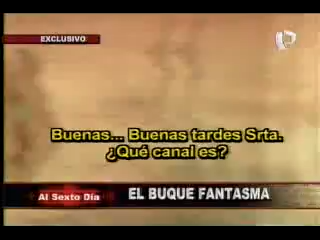 EXCLUSIVO
Buenas... Buenas tardes Srta.
¿Qué canal es?
Al Sexto Día
EL BUQUE FANTASMA